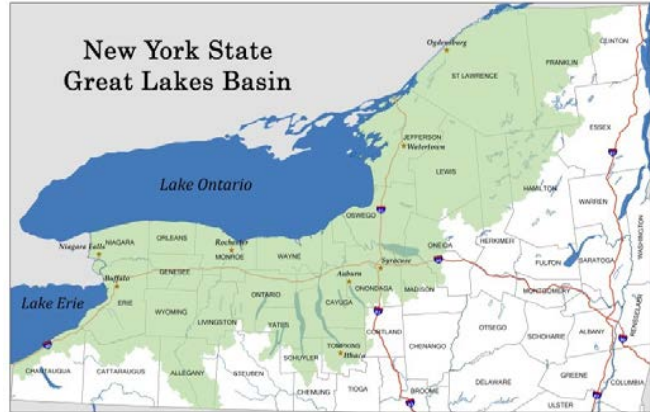 New York State
Great Lakes Basin
Ogdensburg
CLINTON
FRANKLIN
ST LAWRENCE
ESSEX
JEFFERSON
Watertown
Lake Ontario
LEWIS
HAMILTON
WARREN
WASHINGTON
OSWEGO
ORLEANS
Rochester
NIAGARA
Niagara Falls
MONROE
WAYNE
ONEIDA
HERKIMER
Syracuse
FULTON
SARATOGA
GENESEE
Auburn
ONONDAGA
MADISON
Buffalo
ONTARIO
CAYUGA
MONTGOMERY
Lake Erie
ERIE
WYOMING
LIVINGSTON
YATES
CORTLAND
OTSEGO
SCHOHARIE
ALBANY
RENSSELAER
TOMPKINS
Ithaca
CHENANGO
SCHUYLER
CHAUTAUQUA
CATTARAUGUS
ALLEGANY
STEUBEN
CHEMUNG
TIOGA
BROOME
DELAWARE
GREENE
COLUMBIA
ULSTER